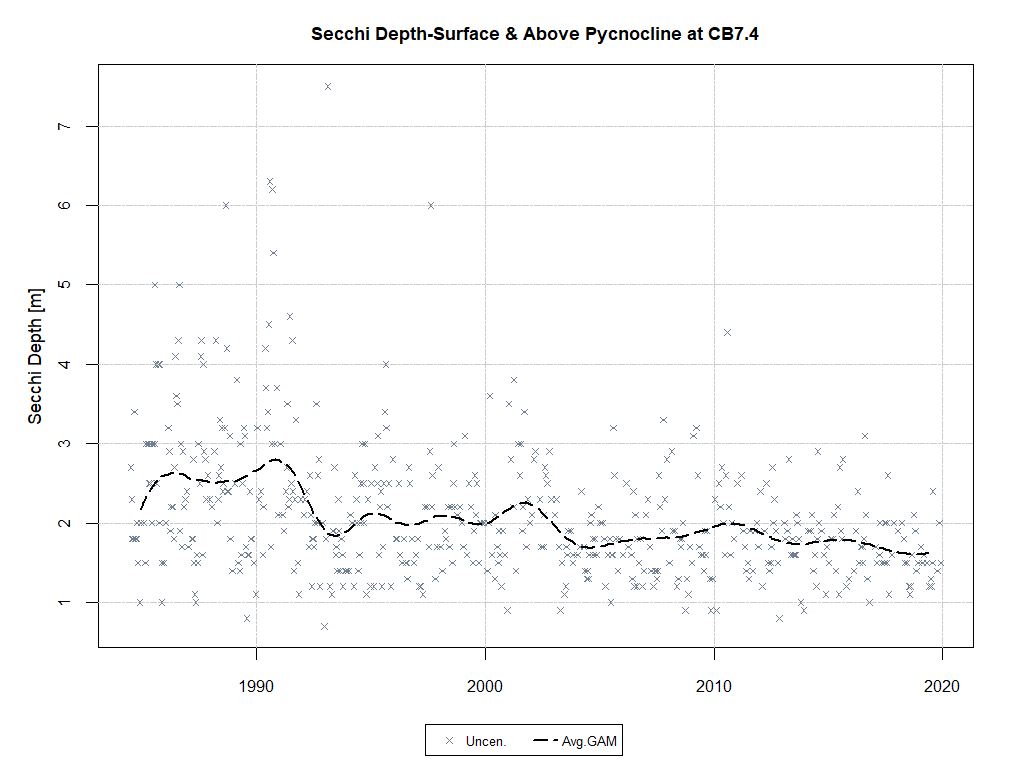 Secchi Depth-Surface & Above Pycnocline at CB7.4
Secchi Depth [m]
7
6
5
4
3
2
1
1990 2000 2010 2020
Uncen. Avg.GAM